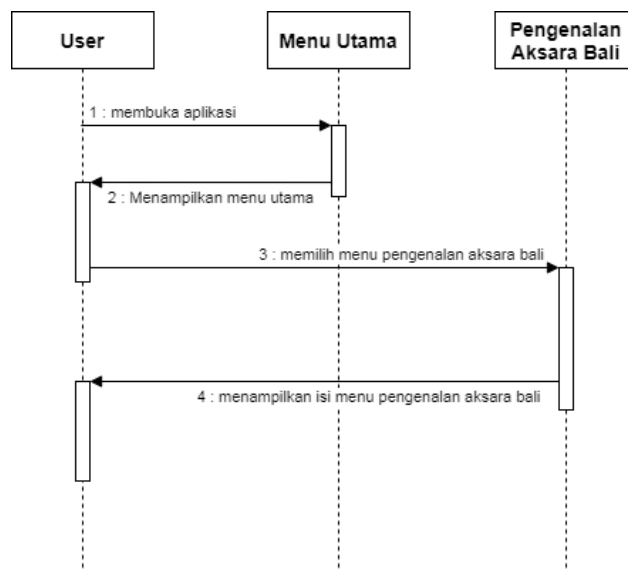 User
Menu Utama
Pengenalan
Aksara Bali
1 : membuka aplikasi
2 : Menampilkan menu utama
3 : memilih menu pengenalan aksara bali
4 : menampilkan isi menu pengenalan aksara bali